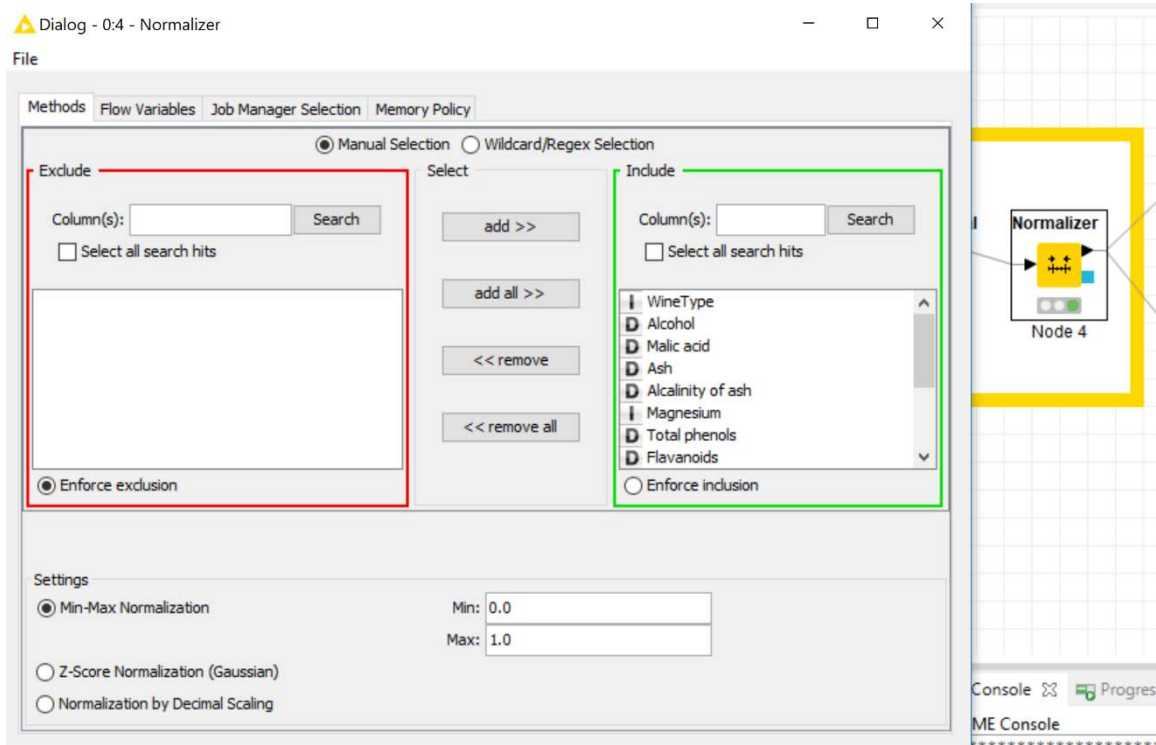 Dialog - 0:4 - Normalizer
File
Methods Flow Variables Job Manager Selection Memory Policy
Manual Selection Wildcard/Regex Selection
Exclude Select Include
Column(s): Search add >> Column(s): Search
Select all search hits Select all search hits
add all >>
<< remove
<< remove all
I WineType
D Alcohol
D Malic acid
D Ash
D Alcalinity of ash
I Magnesium
D Total phenols
D Flavanoids
Enforce exclusion Enforce inclusion
Settings
Min-Max Normalization Min: 0.0
Max: 1.0
Z-Score Normalization (Gaussian)
Normalization by Decimal Scaling
Normalizer
Node 4
Console Progres
ME Console
********************